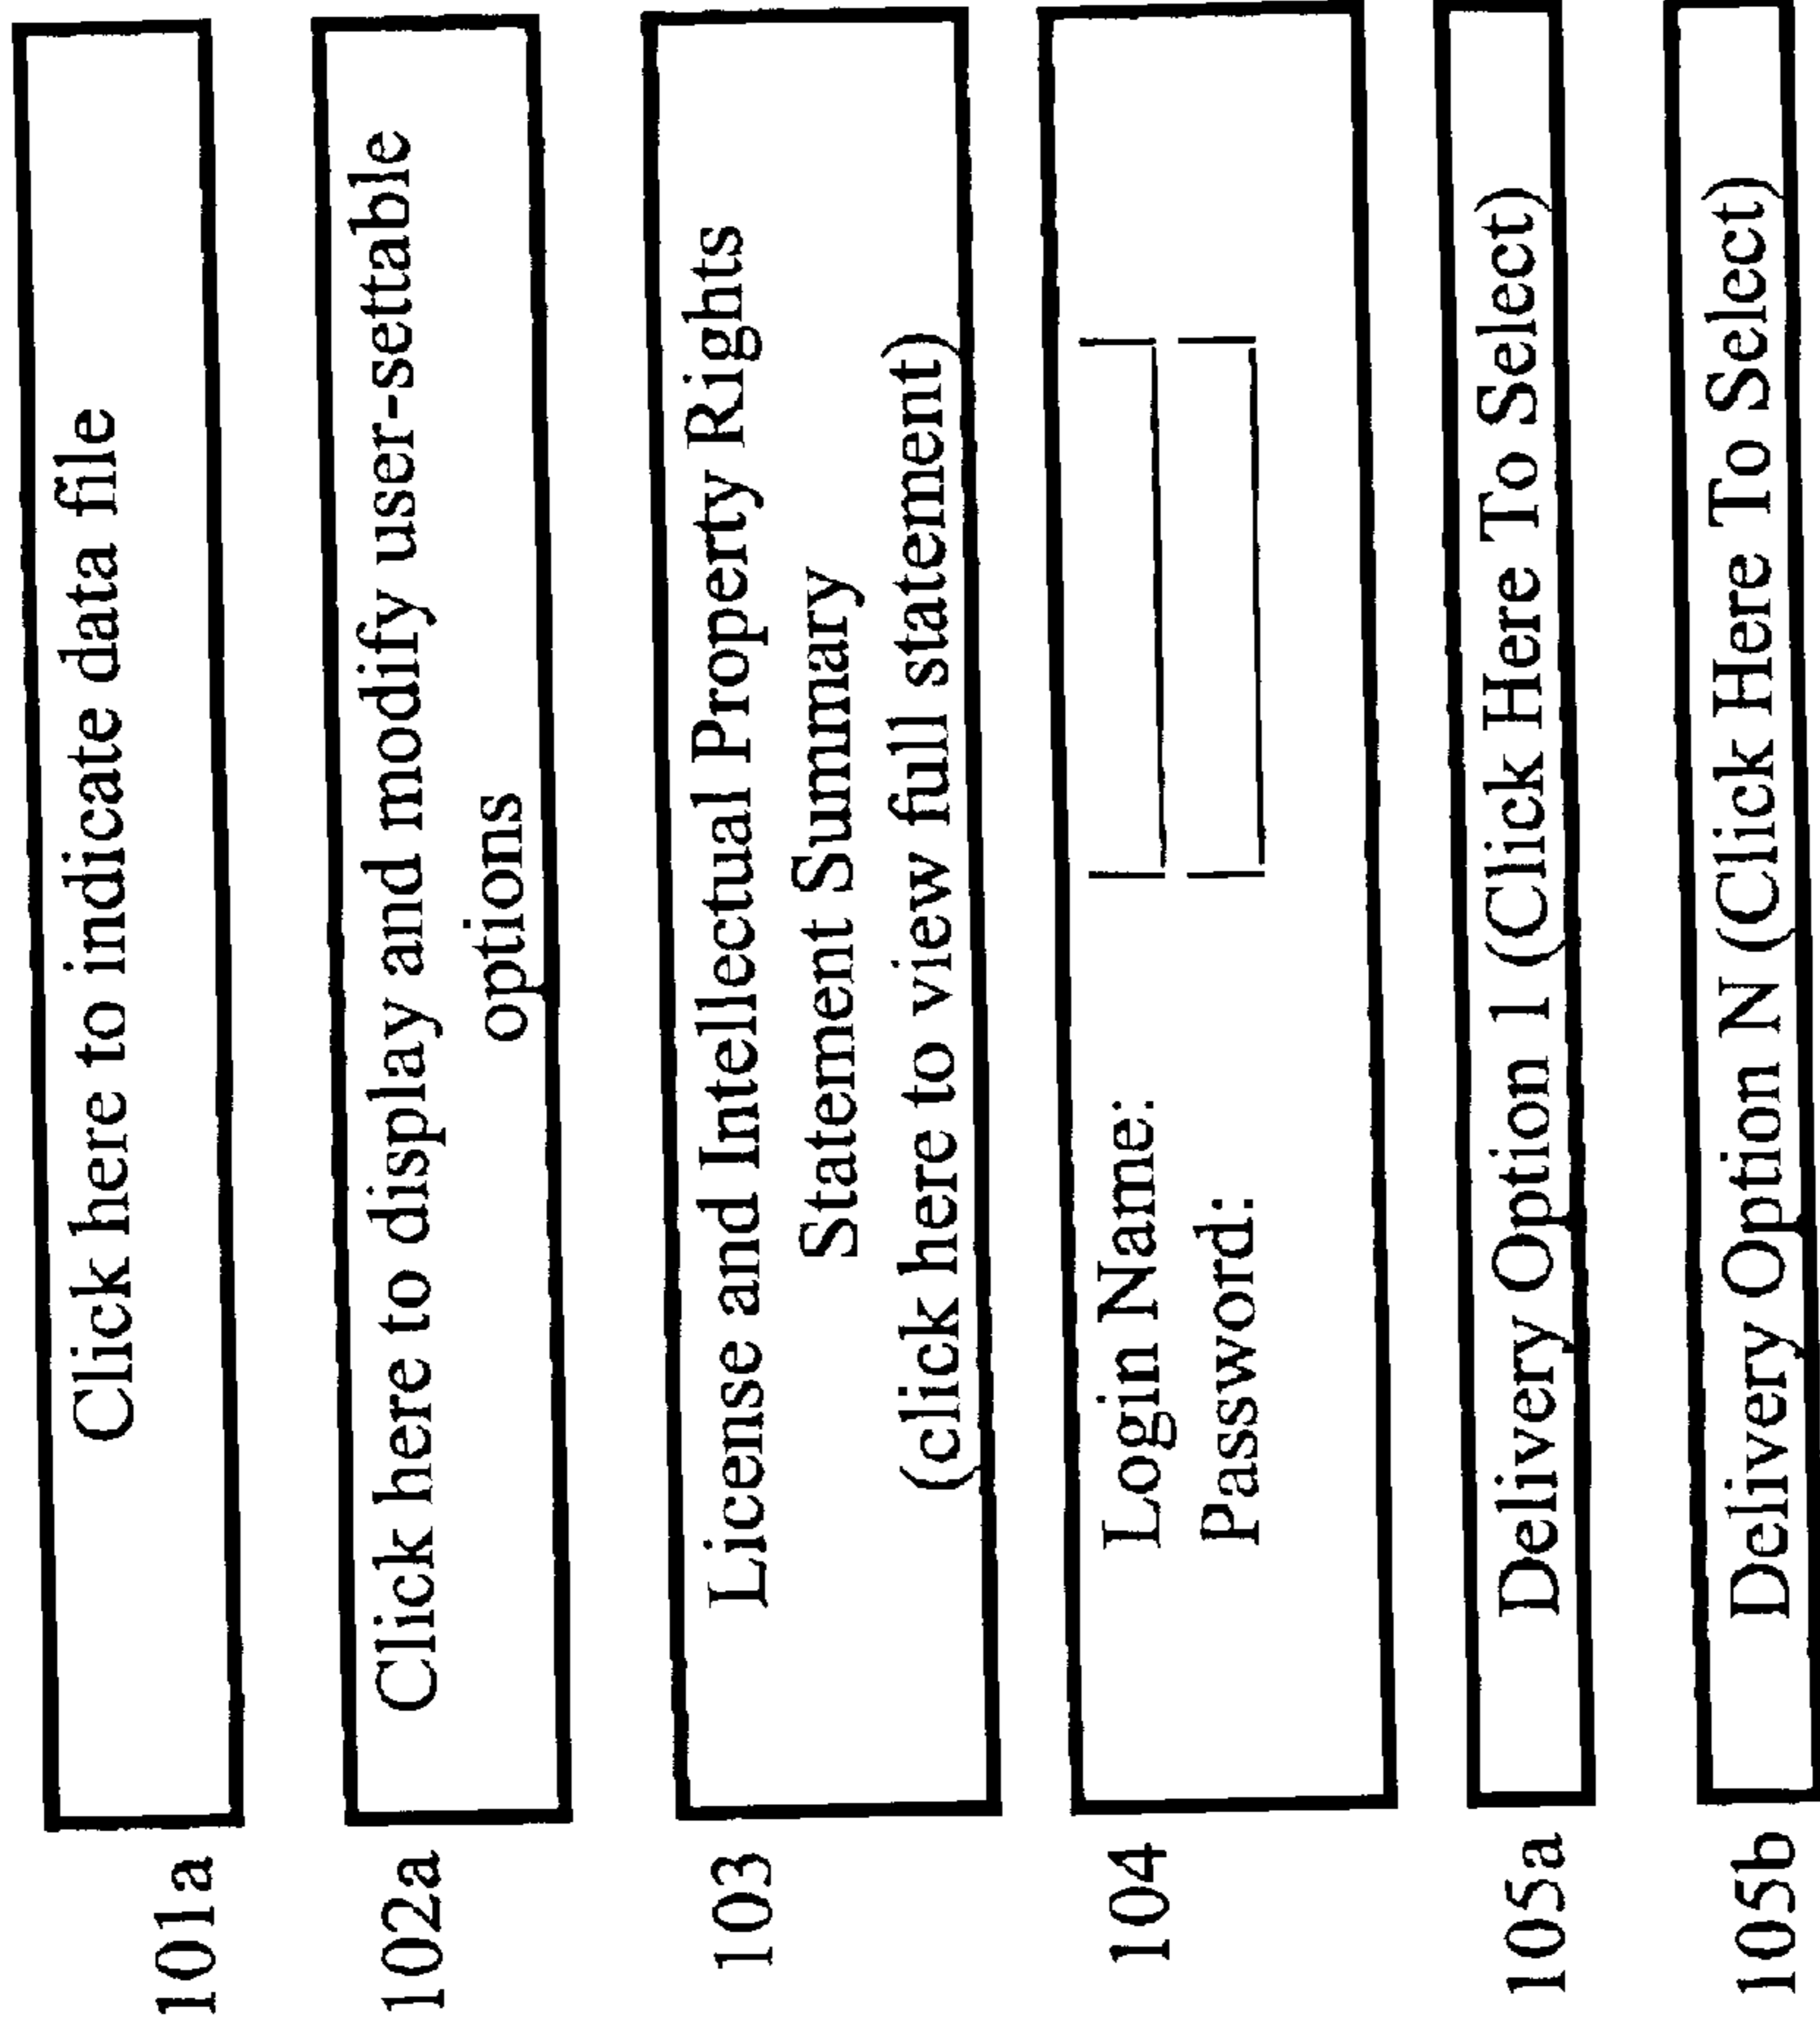 101a
Click here to indicate data file
102a
Click here to display and modify user-settable
options
103
License and Intellectual Property Rights
Statement Summary
(click here to view full statement)
104
Login Name:
Password:
105a
Delivery Option 1 (Click Here To Select)
105b
Delivery Option N (Click Here To Select)